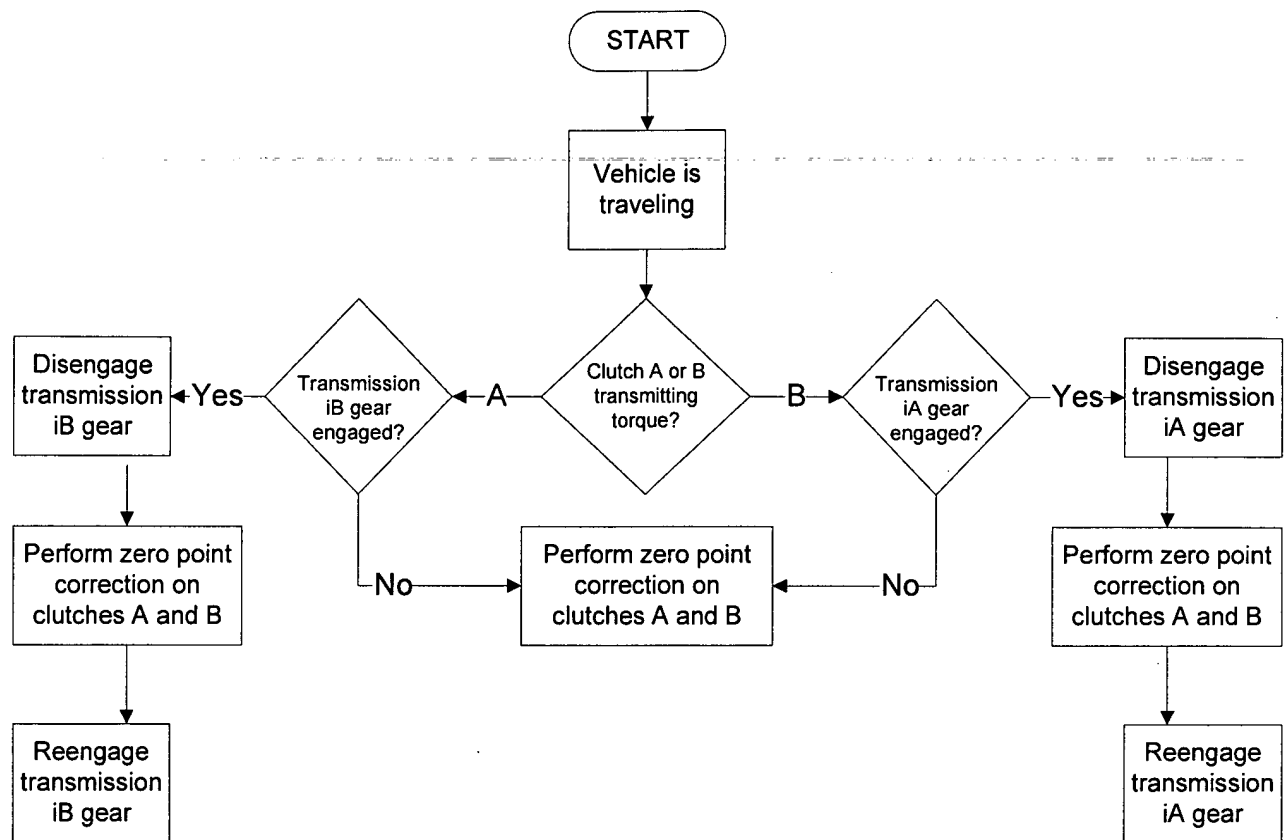 START
Vehicle is
traveling
Clutch A or B
transmitting
torque?
A
B
Transmission
iB gear
engaged?
Yes
No
Disengage
transmission
iB gear
Perform zero point
correction on
clutches A and B
Reengage
transmission
iB gear
Perform zero point
correction on
clutches A and B
Transmission
iA gear
engaged?
Yes
No
Disengage
transmission
iA gear
Perform zero point
correction on
clutches A and B
Reengage
transmission
iA gear